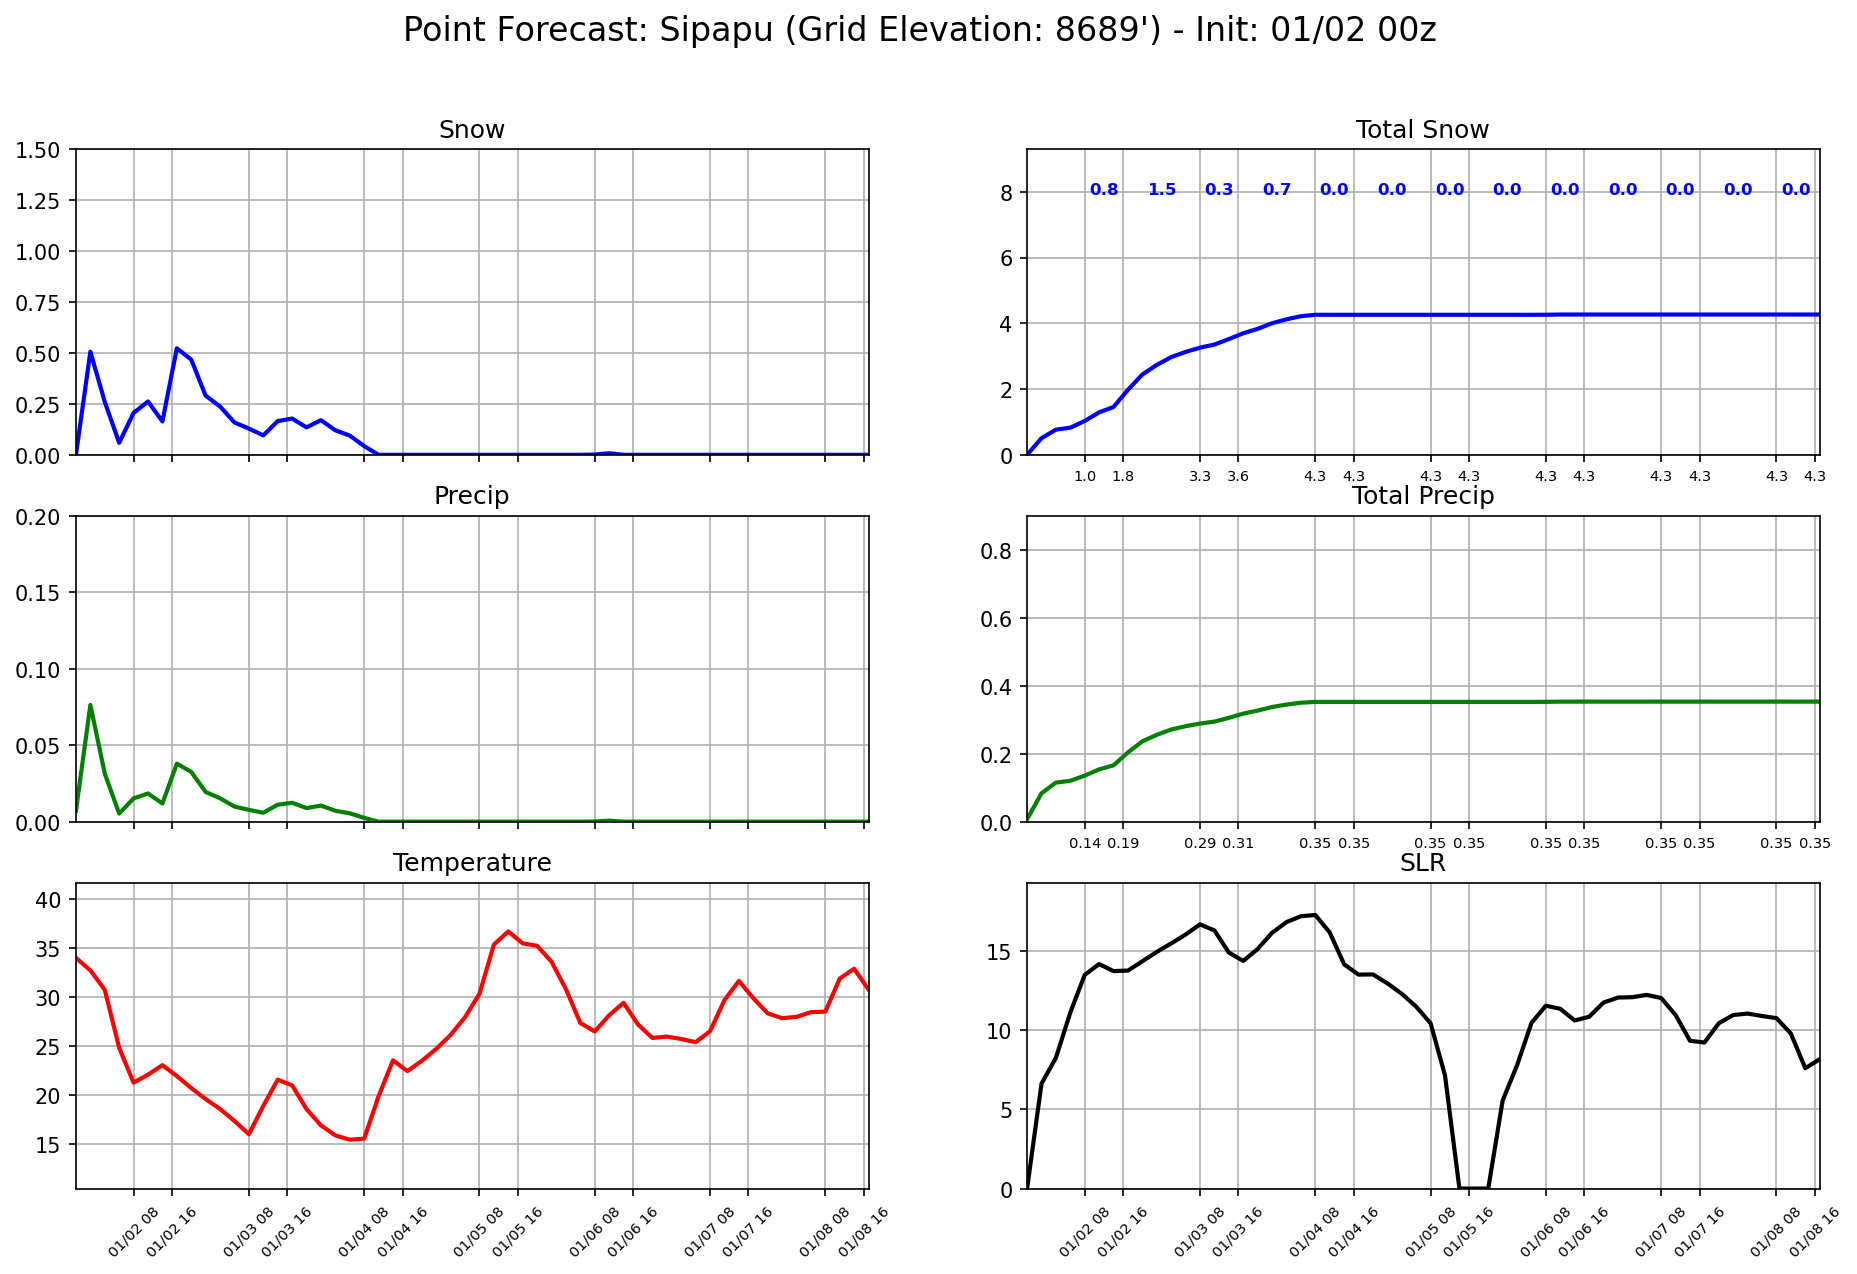 Point Forecast: Sipapu (Grid Elevation: 8689') - Init: 01/02 00z
Snow
1.50
1.25
1.00
0.75
0.50
0.25
0.00
Total Snow
8
6
4
2
0
0.8 1.5 0.3 0.7 0.0 0.0 0.0 0.0 0.0 0.0 0.0 0.0 0.0
1.0 1.8 3.3 3.6 4.3 4.3 4.3 4.3 4.3 4.3 4.3 4.3 4.3 4.3
Precip
0.20
0.15
0.10
0.05
0.00
Total Precip
0.8
0.6
0.4
0.2
0.0
0.14 0.19 0.29 0.31 0.35 0.35 0.35 0.35 0.35 0.35 0.35 0.35 0.35 0.35
Temperature
40
35
30
25
20
15
01/02 08 01/02 16 01/03 08 01/03 16 01/04 08 01/04 16 01/05 08 01/05 16 01/06 08 01/06 16 01/07 08 01/07 16 01/08 08 01/08 16
SLR
15
10
5
0
01/02 08 01/02 16 01/03 08 01/03 16 01/04 08 01/04 16 01/05 08 01/05 16 01/06 08 01/06 16 01/07 08 01/07 16 01/08 08 01/08 16